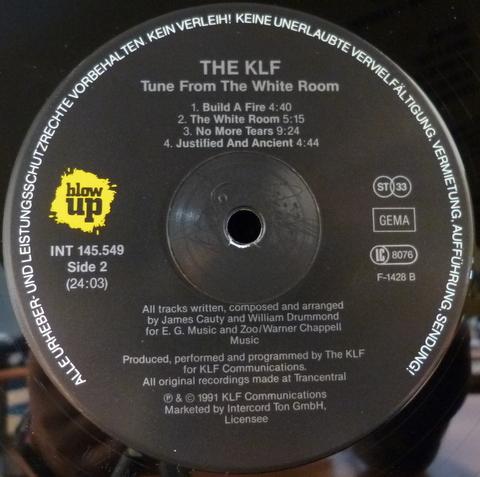 ALLE URHEBER- UND LEISTUNGSSCHUTZRECHTE VORBEHALTEN. KEIN VERLEIH! KEINE UNERLAUBTE VERVIELFÄLTIGUNG, VERMIETUNG, AUFFÜHRUNG, SENDUNG!
THE KLF
Tune From The White Room
1. Build A Fire 4:40
2. The White Room 5:15
3. No More Tears 9:24
4. Justified And Ancient 4:44
blow
up
ST 33
GEMA
INT 145.549
LC 8076
Side 2
F-1428 B
(24:03)
All tracks written, composed and arranged
by James Cauty and William Drummond
for E. G. Music and Zoo/Warner Chappell
Music
Produced, performed and programmed by The KLF
for KLF Communications.
All original recordings made at Trancentral
℗ & © 1991 KLF Communications
Marketed by Intercord Ton GmbH,
Licensee